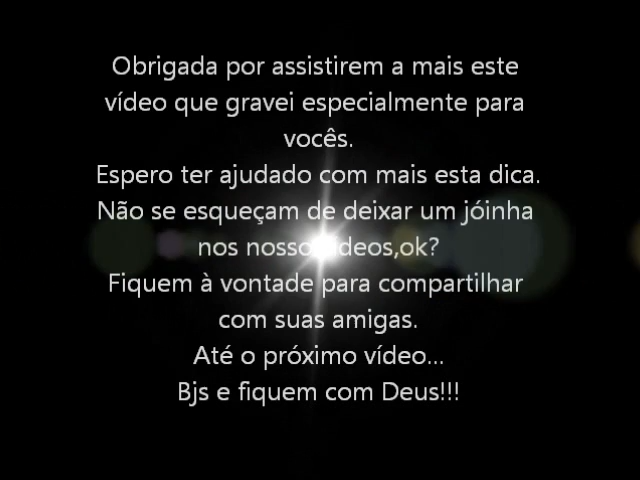 Obrigada por assistirem a mais este
vídeo que gravei especialmente para
vocês.
Espero ter ajudado com mais esta dica.
Não se esqueçam de deixar um jóinha
nos nossos vídeos,ok?
Fiquem à vontade para compartilhar
com suas amigas.
Até o próximo vídeo...
Bjs e fiquem com Deus!!!